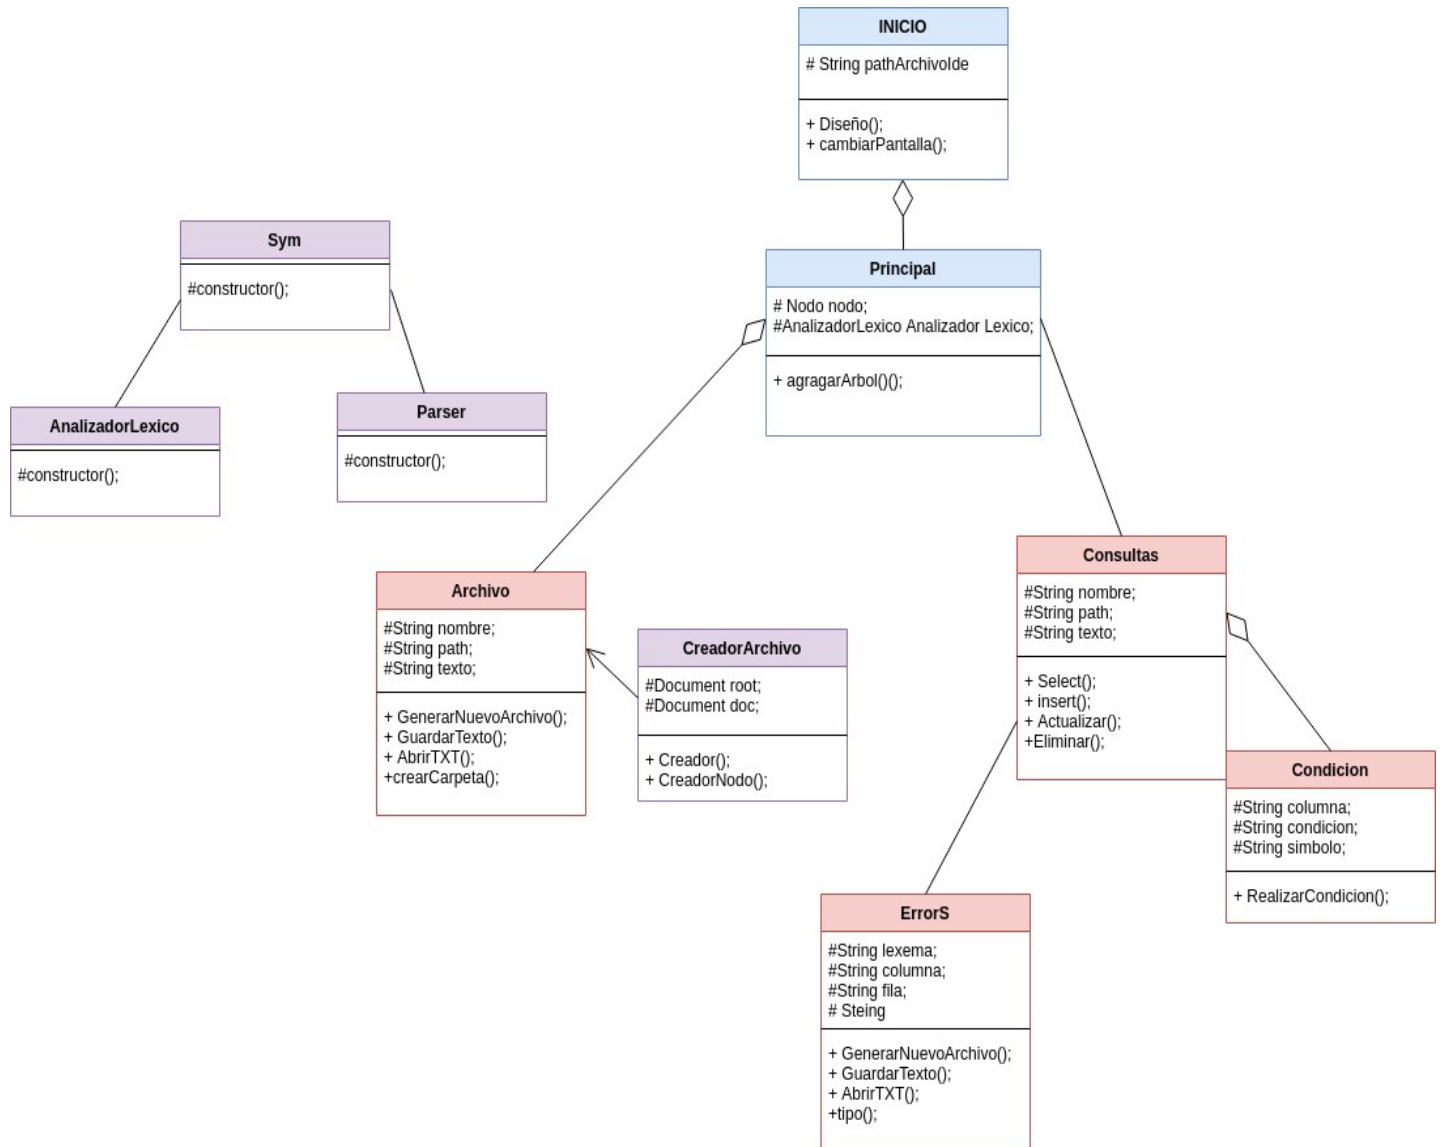 INICIO
# String pathArchivoIde
+ Diseño();
+ cambiarPantalla();
Sym
#constructor();
Principal
# Nodo nodo;
#AnalizadorLexico Analizador Lexico;
+ agragarArbol()();
AnalizadorLexico
#constructor();
Parser
#constructor();
Archivo
#String nombre;
#String path;
#String texto;
+ GenerarNuevoArchivo();
+ GuardarTexto();
+ AbrirTXT();
+crearCarpeta();
CreadorArchivo
#Document root;
#Document doc;
+ Creador();
+ CreadorNodo();
Consultas
#String nombre;
#String path;
#String texto;
+ Select();
+ insert();
+ Actualizar();
+Eliminar();
Condicion
#String columna;
#String condicion;
#String simbolo;
+ RealizarCondicion();
ErrorS
#String lexema;
#String columna;
#String fila;
# Steing
+ GenerarNuevoArchivo();
+ GuardarTexto();
+ AbrirTXT();
+tipo();